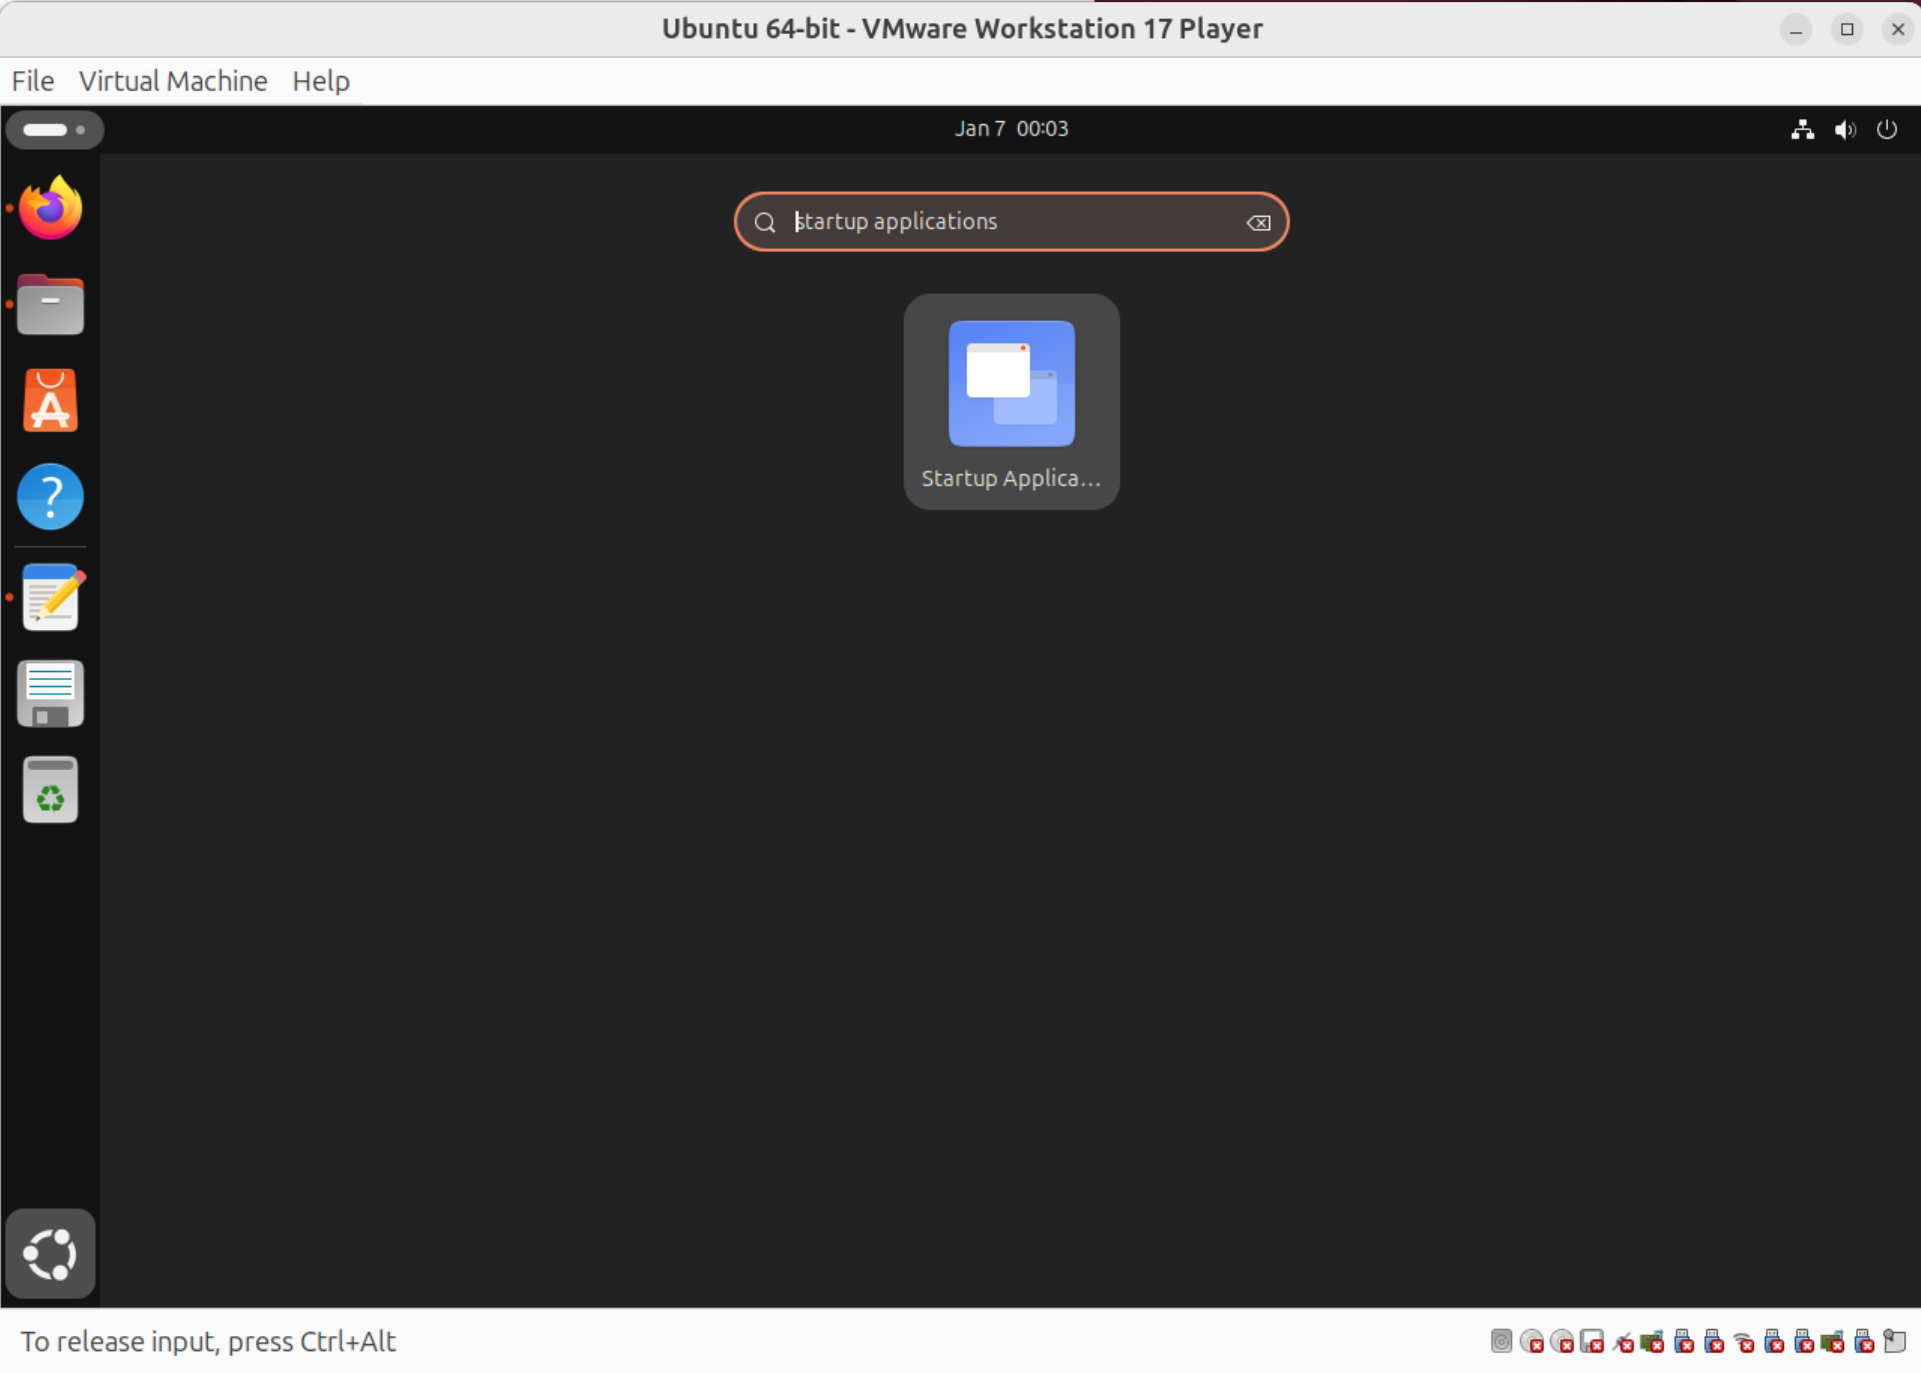 Ubuntu 64-bit - VMware Workstation 17 Player
File Virtual Machine Help
Jan 7 00:03
startup applications
Startup Applica...
To release input, press Ctrl+Alt